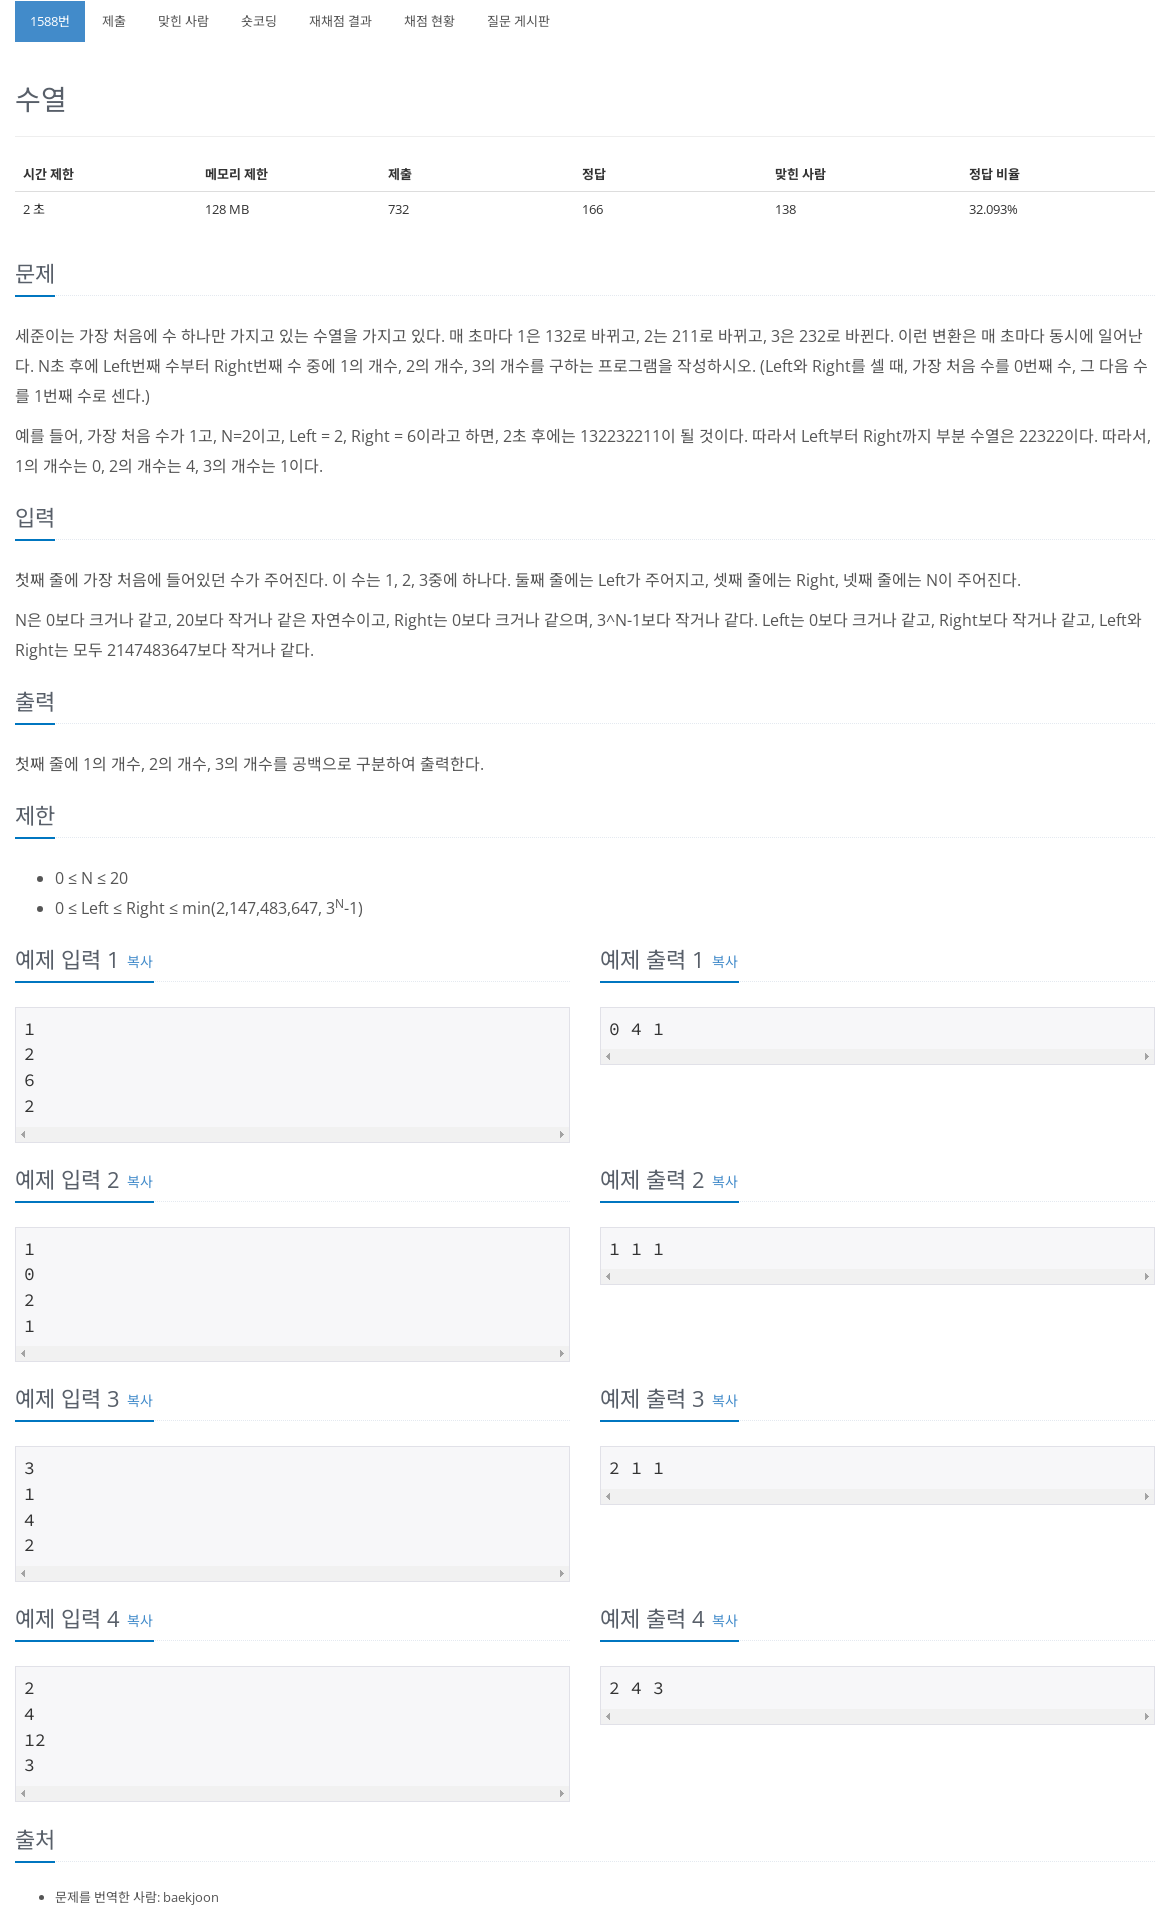 1588번 제출 맞힌 사람 숏코딩 재채점 결과 채점 현황 질문 게시판
수열
시간 제한 메모리 제한 제출 정답 맞힌 사람 정답 비율
2 초 128 MB 732 166 138 32.093%
문제
세준이는 가장 처음에 수 하나만 가지고 있는 수열을 가지고 있다. 매 초마다 1은 132로 바뀌고, 2는 211로 바뀌고, 3은 232로 바뀐다. 이런 변환은 매 초마다 동시에 일어난
다. N초 후에 Left번째 수부터 Right번째 수 중에 1의 개수, 2의 개수, 3의 개수를 구하는 프로그램을 작성하시오. (Left와 Right를 셀 때, 가장 처음 수를 0번째 수, 그 다음 수
를 1번째 수로 센다.)
예를 들어, 가장 처음 수가 1고, N=2이고, Left = 2, Right = 6이라고 하면, 2초 후에는 132232211이 될 것이다. 따라서 Left부터 Right까지 부분 수열은 22322이다. 따라서,
1의 개수는 0, 2의 개수는 4, 3의 개수는 1이다.
입력
첫째 줄에 가장 처음에 들어있던 수가 주어진다. 이 수는 1, 2, 3중에 하나다. 둘째 줄에는 Left가 주어지고, 셋째 줄에는 Right, 넷째 줄에는 N이 주어진다.
N은 0보다 크거나 같고, 20보다 작거나 같은 자연수이고, Right는 0보다 크거나 같으며, 3^N-1보다 작거나 같다. Left는 0보다 크거나 같고, Right보다 작거나 같고, Left와
Right는 모두 2147483647보다 작거나 같다.
출력
첫째 줄에 1의 개수, 2의 개수, 3의 개수를 공백으로 구분하여 출력한다.
제한
• 0 ≤ N ≤ 20
• 0 ≤ Left ≤ Right ≤ min(2,147,483,647, 3^N-1)
예제 입력 1 복사
1
2
6
2
예제 출력 1 복사
0 4 1
예제 입력 2 복사
1
0
2
1
예제 출력 2 복사
1 1 1
예제 입력 3 복사
3
1
4
2
예제 출력 3 복사
2 1 1
예제 입력 4 복사
2
4
12
3
예제 출력 4 복사
2 4 3
출처
• 문제를 번역한 사람: baekjoon